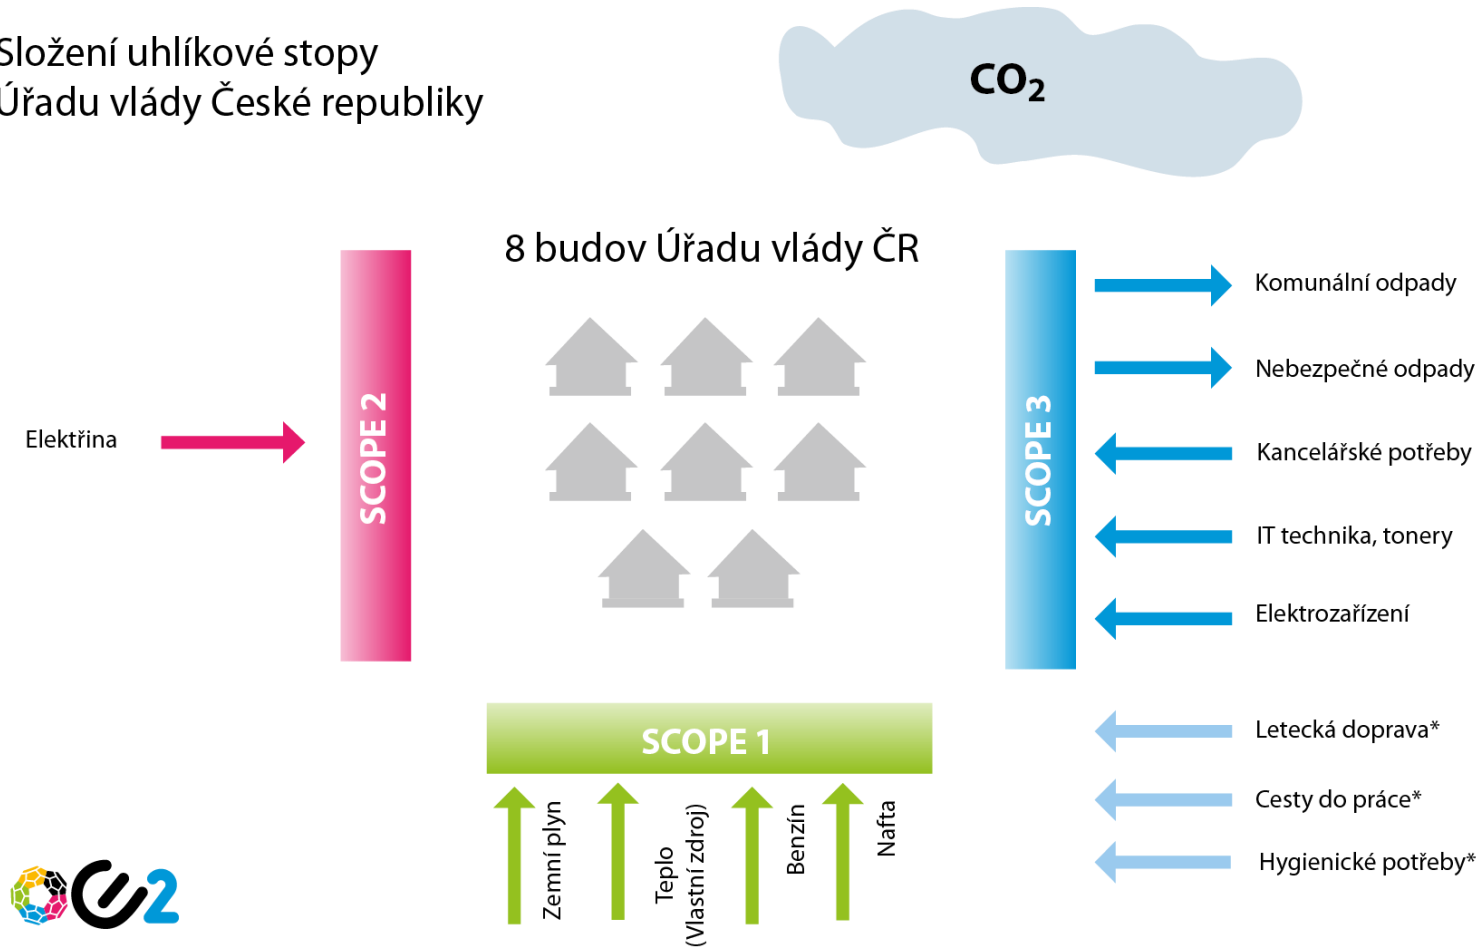 Složení uhlíkové stopy
Úřadu vlády České republiky
CO₂
8 budov Úřadu vlády ČR
Elektřina
SCOPE 2
SCOPE 3
Komunální odpady
Nebezpečné odpady
Kancelářské potřeby
IT technika, tonery
Elektrozařízení
SCOPE 1
Letecká doprava*
Cesty do práce*
Hygienické potřeby*
Zemní plyn
Teplo
(Vlastní zdroj)
Benzín
Nafta